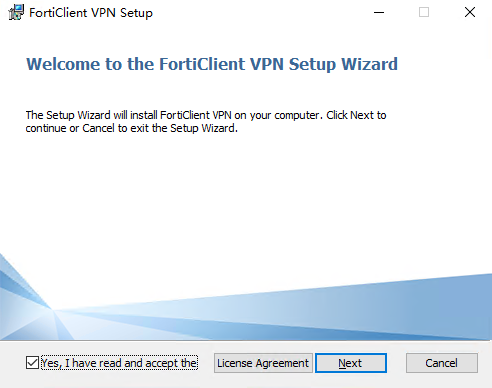 FortiClient VPN Setup
Welcome to the FortiClient VPN Setup Wizard
The Setup Wizard will install FortiClient VPN on your computer. Click Next to
continue or Cancel to exit the Setup Wizard.
Yes, I have read and accept the
License Agreement
Next
Cancel